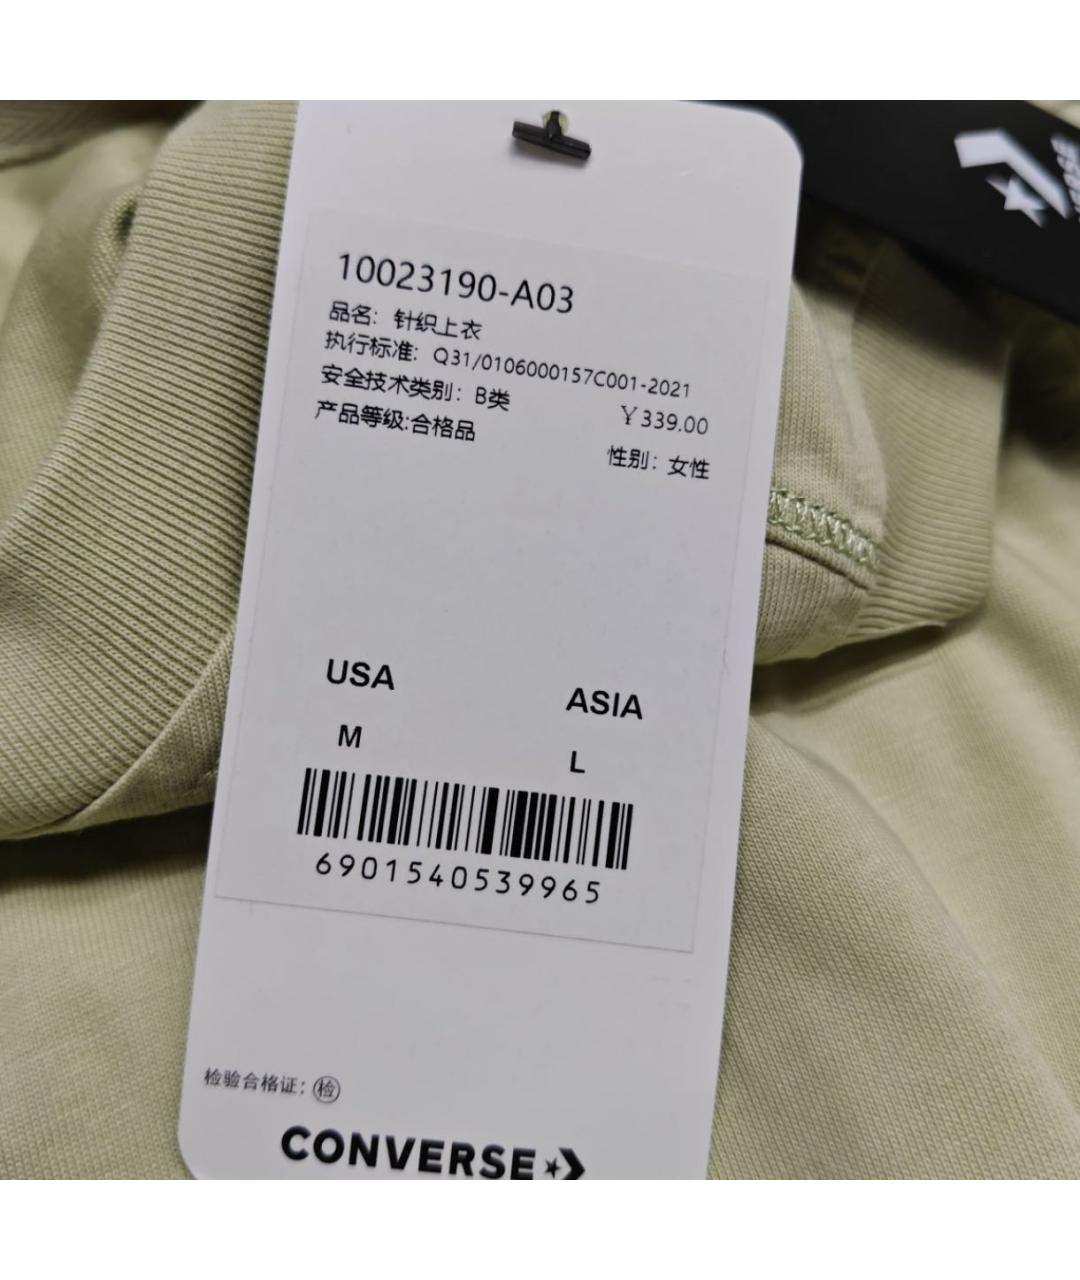 10023190-A03
品名: 针织上衣
执行标准: Q31/0106000157C001-2021
安全技术类别: B类
¥339.00
产品等级:合格品
性别: 女性
USA ASIA
M L
6901540539965
检验合格证: 检
CONVERSE